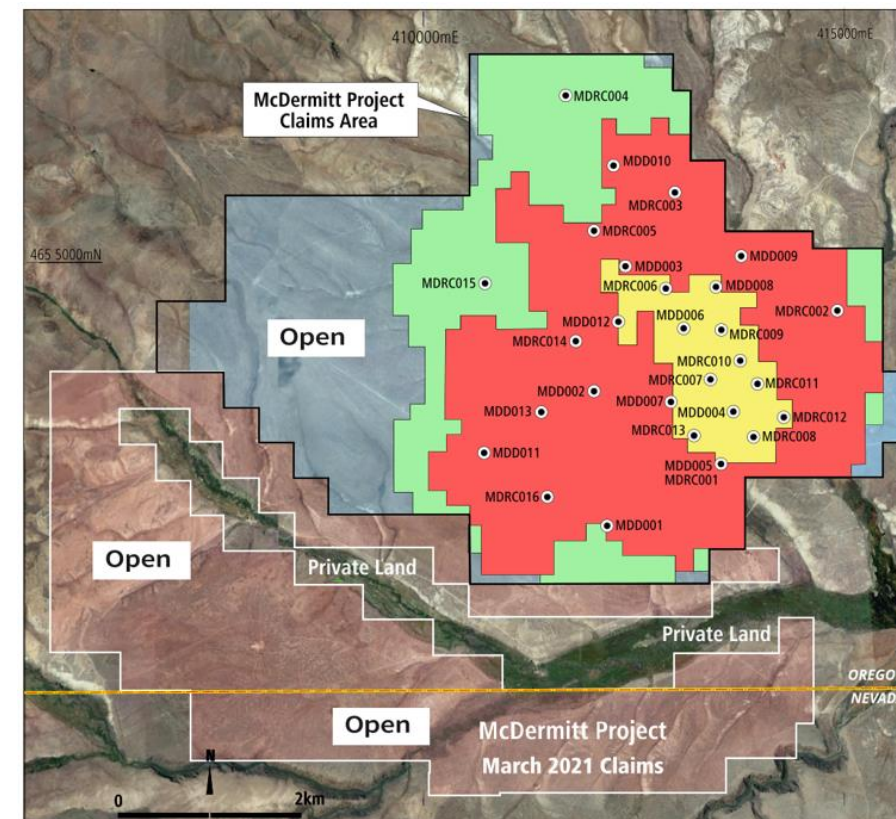 410000mE
415000mE
McDermitt Project
Claims Area
MDRC004
MDD010
MDRC003
MDRC005
465 5000mN
MDD009
MDD003
MDRC015
MDRC006
MDD008
MDRC002
MDD012
MDD006
MDRC009
MDRC014
Open
MDRC010
MDRC007
MDRC011
MDD002
MDD007
MDD013
MDD004
MDRC012
MDRC013
MDRC008
MDD011
MDD005
MDRC001
MDRC016
MDD001
Open
Private Land
Private Land
OREGO
NEVAD
Open
McDermitt Project
March 2021 Claims
N
0
2km